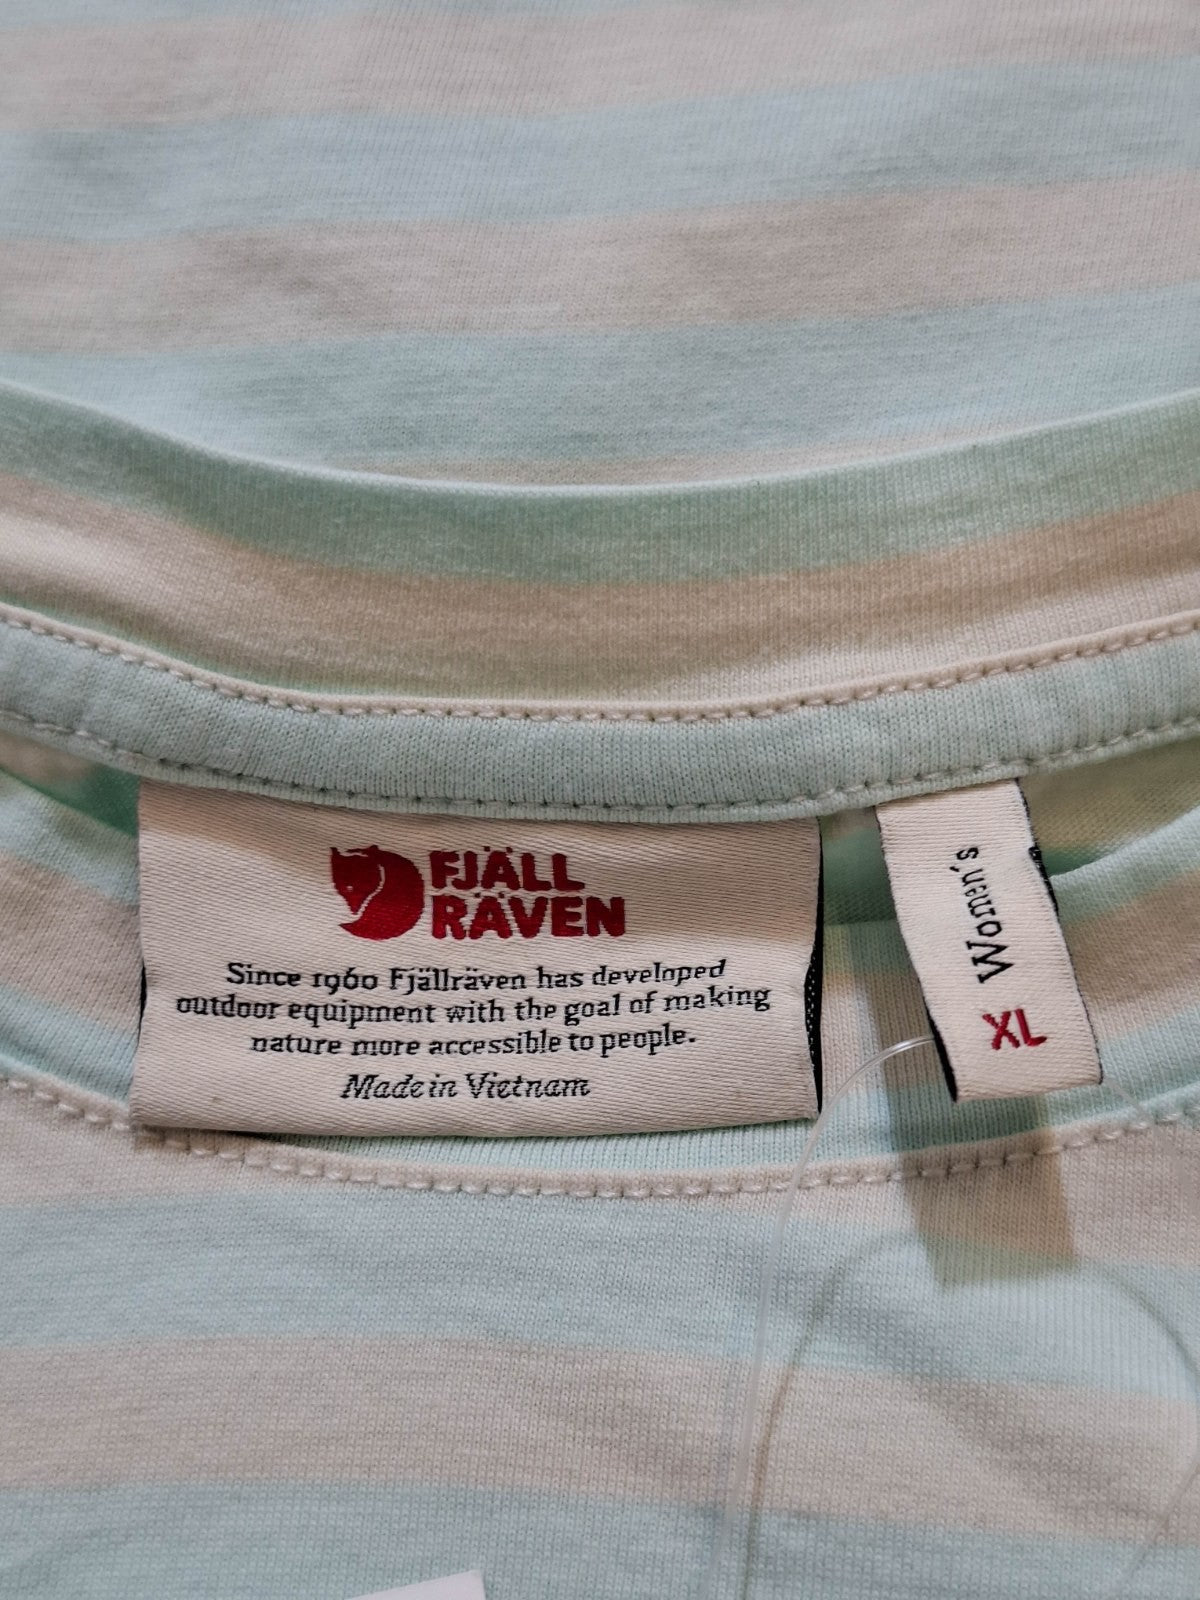 FJÄLL
RÄVEN
Since 1960 Fjällräven has developed
outdoor equipment with the goal of making
nature more accessible to people.
Made in Vietnam
Women's
XL